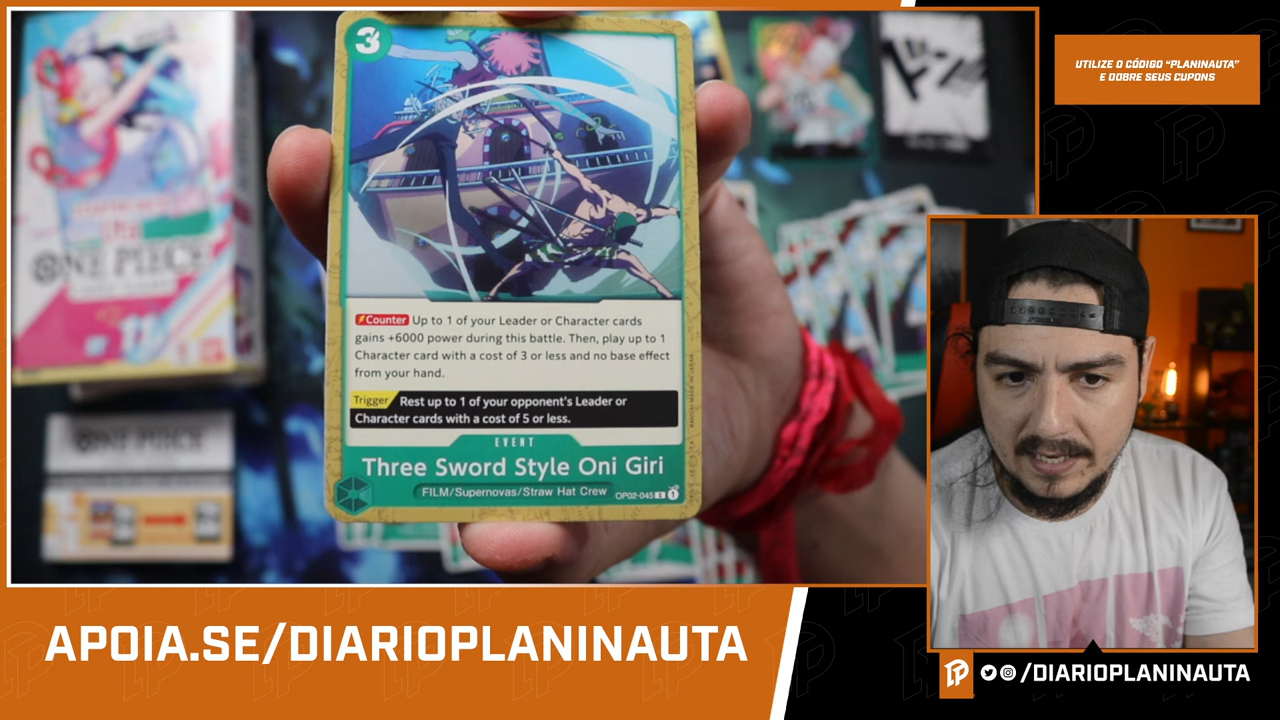 3
Counter Up to 1 of your Leader or Character cards
gains +6000 power during this battle. Then, play up to 1
Character card with a cost of 3 or less and no base effect
from your hand.
Trigger Rest up to 1 of your opponent's Leader or
Character cards with a cost of 5 or less.
EVENT
Three Sword Style Oni Giri
FILM/Supernovas/Straw Hat Crew
OP02-045 C 1
ONE PIECE
CARD GAME
11
ONE PIECE
UTILIZE O CÓDIGO "PLANINAUTA"
E DOBRE SEUS CUPONS
APOIA.SE/DIARIOPLANINAUTA
/DIARIOPLANINAUTA